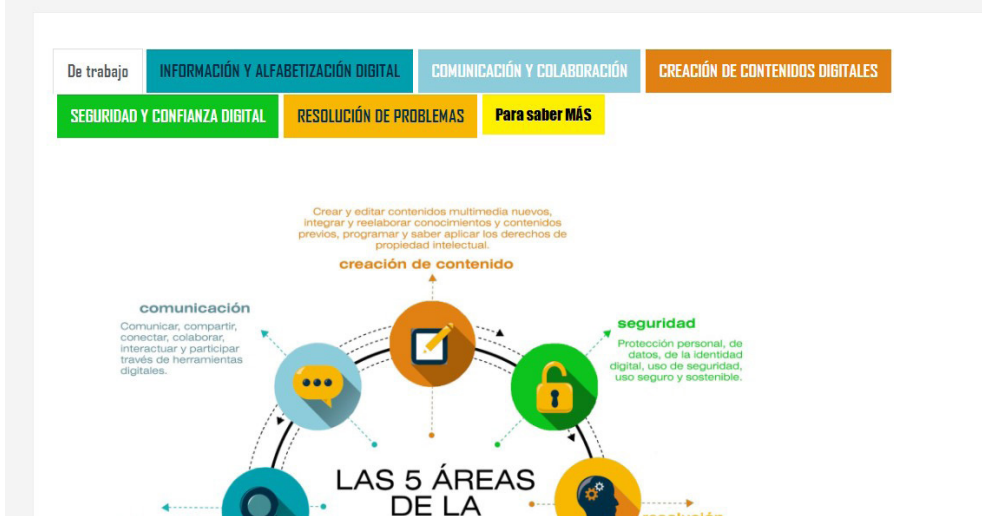 De trabajo
INFORMACIÓN Y ALFABETIZACIÓN DIGITAL
COMUNICACIÓN Y COLABORACIÓN
CREACIÓN DE CONTENIDOS DIGITALES
SEGURIDAD Y CONFIANZA DIGITAL
RESOLUCIÓN DE PROBLEMAS
Para saber MÁS
Crear y editar contenidos multimedia nuevos,
integrar y reelaborar conocimientos y contenidos
previos, programar y saber aplicar los derechos de
propiedad intelectual.
creación de contenido
comunicación
Comunicar, compartir,
conectar, colaborar,
interactuar y participar
través de herramientas
digitales.
seguridad
Protección personal, de
datos, de la identidad
digital, uso de seguridad,
uso seguro y sostenible.
LAS 5 ÁREAS
DE LA